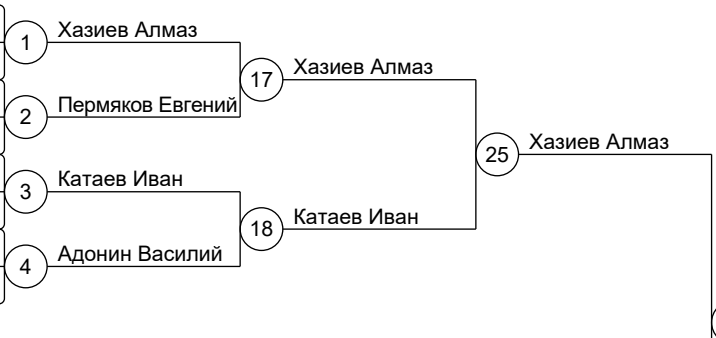 1 Хазиев Алмаз
17 Хазиев Алмаз
2 Пермяков Евгений
25 Хазиев Алмаз
3 Катаев Иван
18 Катаев Иван
4 Адонин Василий